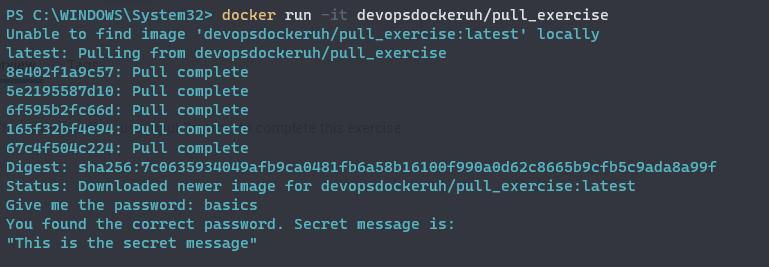 PS C:\WINDOWS\System32> docker run -it devopsdockeruh/pull_exercise
Unable to find image 'devopsdockeruh/pull_exercise:latest' locally
latest: Pulling from devopsdockeruh/pull_exercise
8e402f1a9c57: Pull complete
5e2195587d10: Pull complete
6f595b2fc66d: Pull complete
165f32bf4e94: Pull complete
complete this exercise
67c4f504c224: Pull complete
Digest: sha256:7c0635934049afb9ca0481fb6a58b16100f990a0d62c8665b9cfb5c9ada8a99f
Status: Downloaded newer image for devopsdockeruh/pull_exercise:latest
Give me the password: basics
You found the correct password. Secret message is:
"This is the secret message"